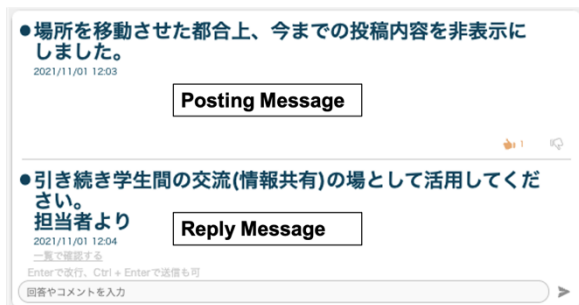 ●場所を移動させた都合上、今までの投稿内容を非表示に
しました。
2021/11/01 12:03
Posting Message
1
●引き続き学生間の交流(情報共有)の場として活用してくだ
さい。
担当者より
2021/11/01 12:04
Reply Message
一覧で確認する
Enterで改行、Ctrl + Enterで送信も可
回答やコメントを入力